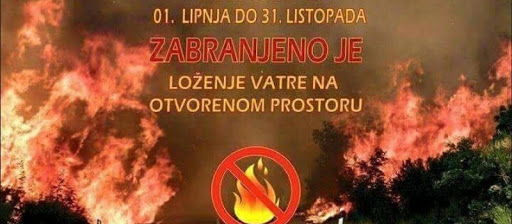 01. LIPNJA DO 31. LISTOPADA
ZABRANJENO JE
LOŽENJE VATRE NA
OTVORENOM PROSTORU